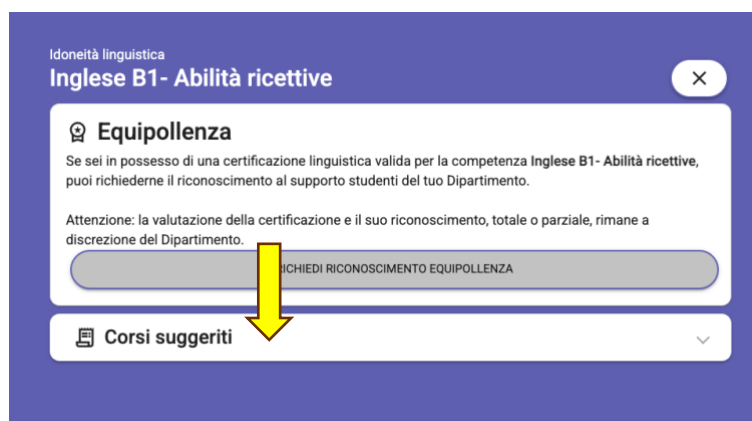 Idoneità linguistica
Inglese B1- Abilità ricettive
Equipollenza
Se sei in possesso di una certificazione linguistica valida per la competenza Inglese B1- Abilità ricettive,
puoi richiederne il riconoscimento al supporto studenti del tuo Dipartimento.
Attenzione: la valutazione della certificazione e il suo riconoscimento, totale o parziale, rimane a
discrezione del Dipartimento.
RICHIEDI RICONOSCIMENTO EQUIPOLLENZA
Corsi suggeriti